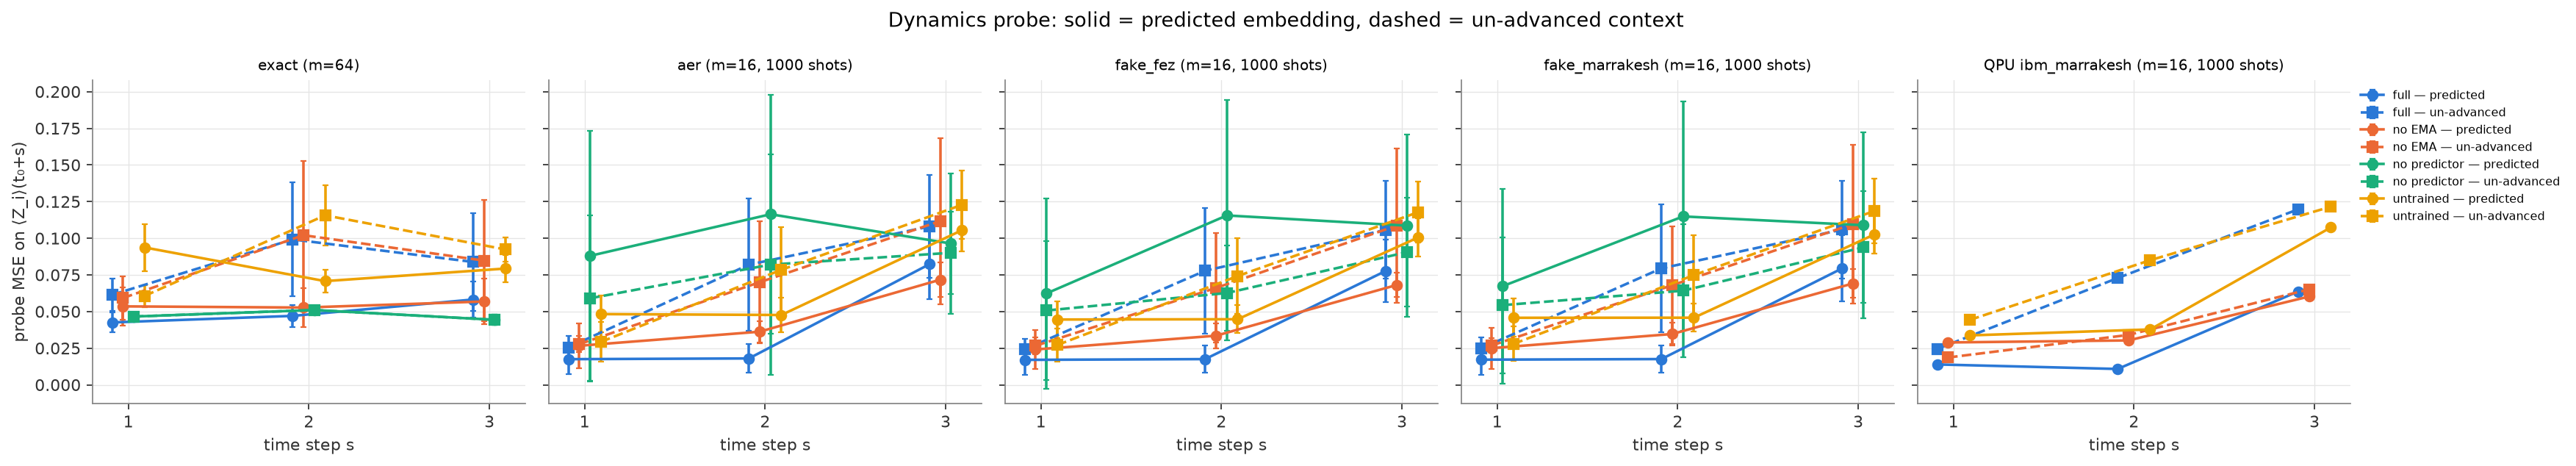 Dynamics probe: solid = predicted embedding, dashed = un-advanced context
exact (m=64)
aer (m=16, 1000 shots)
fake_fez (m=16, 1000 shots)
fake_marrakesh (m=16, 1000 shots)
QPU ibm_marrakesh (m=16, 1000 shots)
probe MSE on ⟨Z_i⟩(t₀+s)
0.200
0.175
0.150
0.125
0.100
0.075
0.050
0.025
0.000
1 2 3
1 2 3
1 2 3
1 2 3
1 2 3
time step s
time step s
time step s
time step s
time step s
full — predicted
full — un-advanced
no EMA — predicted
no EMA — un-advanced
no predictor — predicted
no predictor — un-advanced
untrained — predicted
untrained — un-advanced